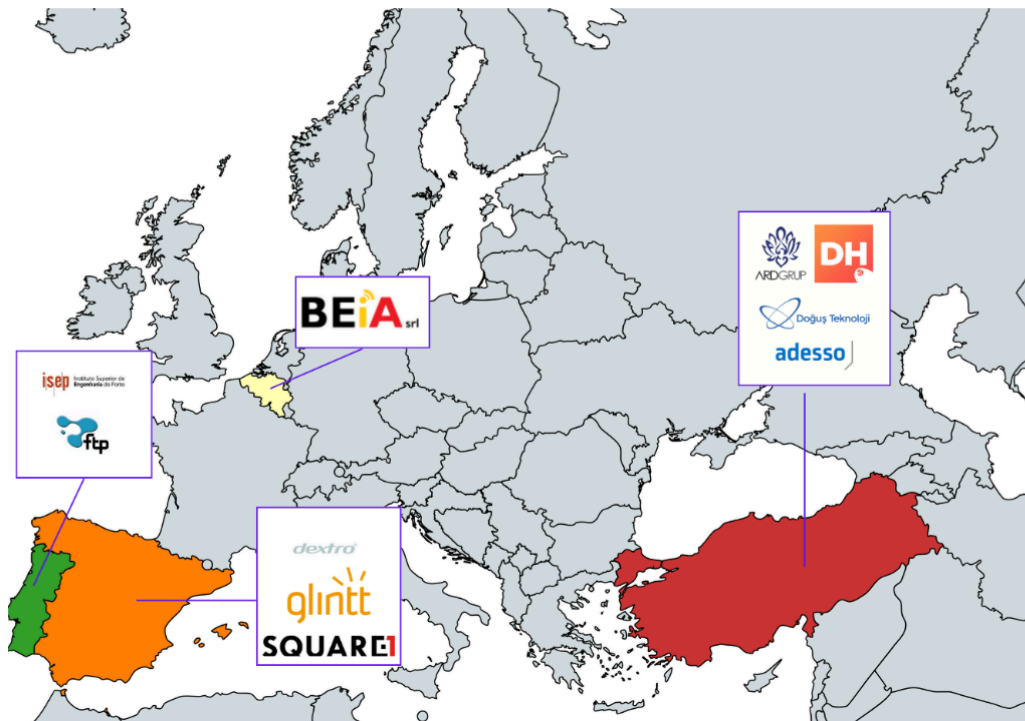 BEiA srl
ARDGRUP
DH
Doğuş Teknoloji
adesso
isep Instituto Superior de
Engenharia do Porto
ftp
dextro®
glintt
SQUARE1